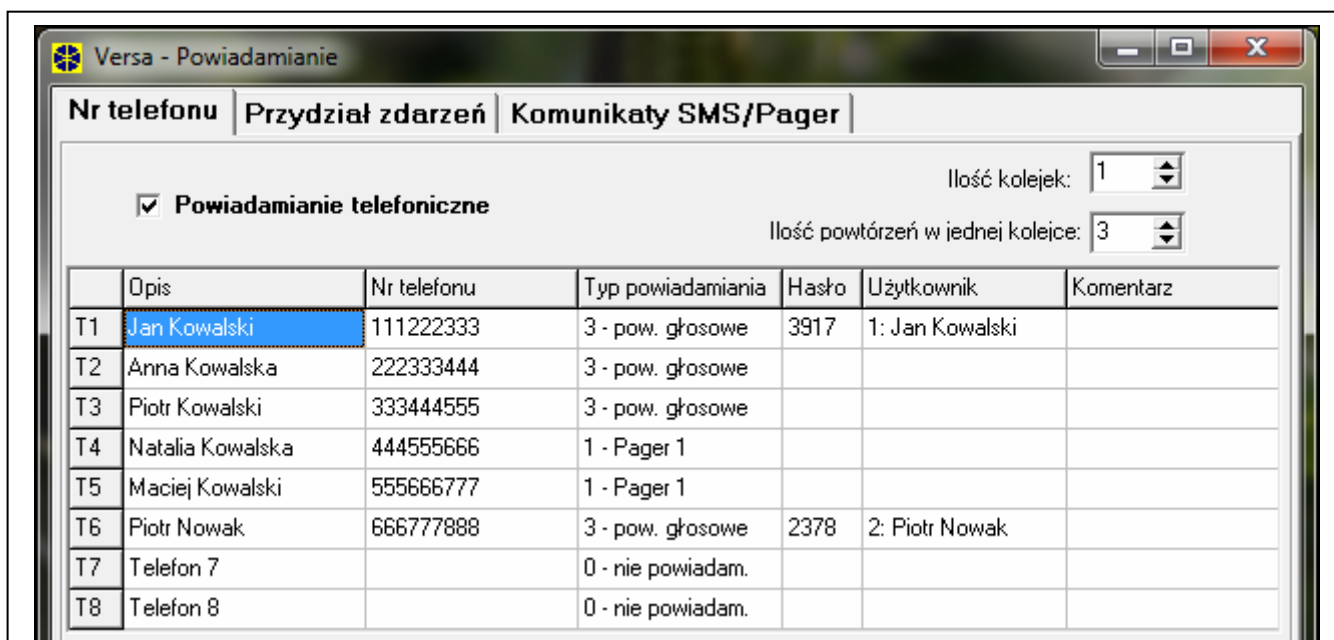 Versa - Powiadamianie
Nr telefonu Przydział zdarzeń Komunikaty SMS/Pager
Ilość kolejek: 1
Powiadamianie telefoniczne
Ilość powtórzeń w jednej kolejce: 3
Opis Nr telefonu Typ powiadamiania Hasło Użytkownik Komentarz
T1 Jan Kowalski 111222333 3 - pow. głosowe 3917 1: Jan Kowalski
T2 Anna Kowalska 222333444 3 - pow. głosowe
T3 Piotr Kowalski 333444555 3 - pow. głosowe
T4 Natalia Kowalska 444555666 1 - Pager 1
T5 Maciej Kowalski 555666777 1 - Pager 1
T6 Piotr Nowak 666777888 3 - pow. głosowe 2378 2: Piotr Nowak
T7 Telefon 7 0 - nie powiadam.
T8 Telefon 8 0 - nie powiadam.